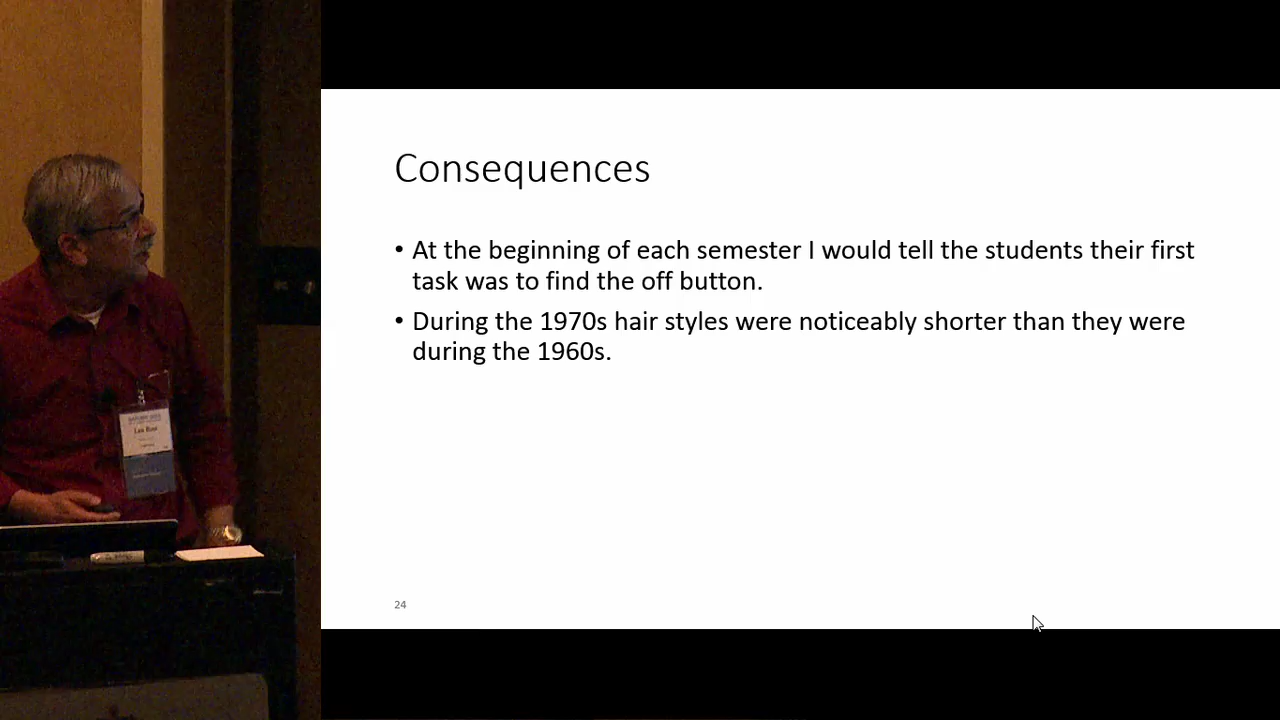 Consequences
• At the beginning of each semester I would tell the students their first
task was to find the off button.
• During the 1970s hair styles were noticeably shorter than they were
during the 1960s.
24